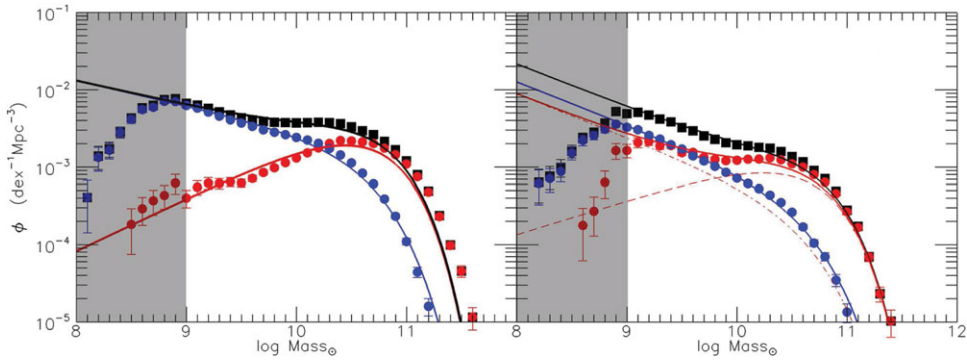 10⁻¹
10⁻²
10⁻³
10⁻⁴
10⁻⁵
ϕ (dex⁻¹Mpc⁻³)
8 9 10 11 8 9 10 11 12
log Mass⊙ log Mass⊙